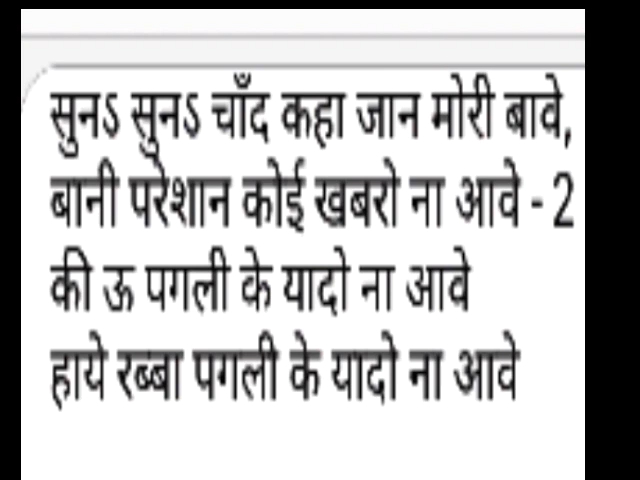 सुनऽ सुनऽ चाँद कहा जान मोरी बावे,
बानी परेशान कोई खबरो ना आवे - 2
की ऊ पगली के यादो ना आवे
हाये रब्बा पगली के यादो ना आवे